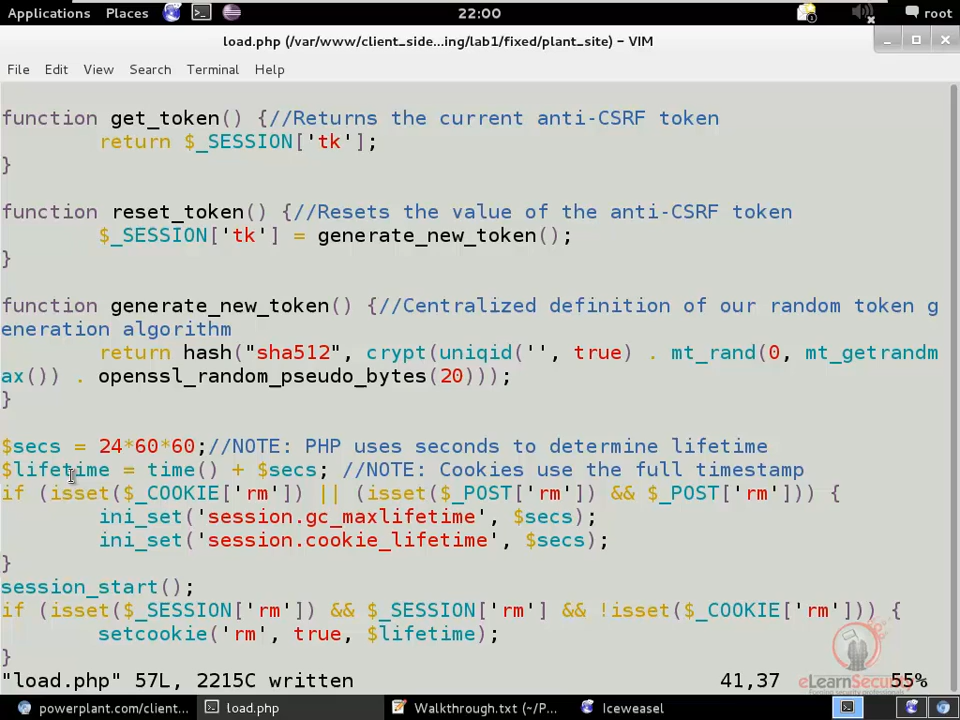 Applications Places 22:00 root
load.php (/var/www/client_side...ing/lab1/fixed/plant_site) – VIM
File Edit View Search Terminal Help
function get_token() {//Returns the current anti-CSRF token
return $_SESSION['tk'];
}
function reset_token() {//Resets the value of the anti-CSRF token
$_SESSION['tk'] = generate_new_token();
}
function generate_new_token() {//Centralized definition of our random token g
eneration algorithm
return hash("sha512", crypt(uniqid('', true) . mt_rand(0, mt_getrandm
ax()) . openssl_random_pseudo_bytes(20)));
}
$secs = 24*60*60;//NOTE: PHP uses seconds to determine lifetime
$lifetime = time() + $secs; //NOTE: Cookies use the full timestamp
if (isset($_COOKIE['rm']) || (isset($_POST['rm']) && $_POST['rm'])) {
ini_set('session.gc_maxlifetime', $secs);
ini_set('session.cookie_lifetime', $secs);
}
session_start();
if (isset($_SESSION['rm']) && $_SESSION['rm'] && !isset($_COOKIE['rm'])) {
setcookie('rm', true, $lifetime);
}
"load.php" 57L, 2215C written 41,37 55%
eLearnSecurity
powerplant.com/client... load.php Walkthrough.txt (~/P... Iceweasel